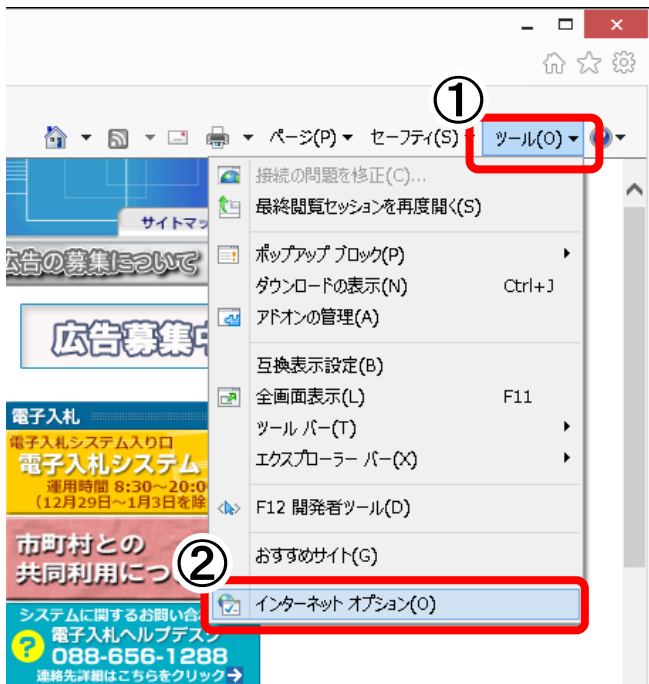 ①
ページ(P)
セーフティ(S)
ツール(O)
接続の問題を修正(C)...
最終閲覧セッションを再度開く(S)
ポップアップ ブロック(P)
ダウンロードの表示(N) Ctrl+J
アドオンの管理(A)
互換表示設定(B)
全画面表示(L) F11
ツール バー(T)
エクスプローラー バー(X)
F12 開発者ツール(D)
おすすめサイト(G)
②
インターネット オプション(O)
サイトマッ
広告の募集について
広告募集中
電子入札
電子入札システム入り口
電子入札システム
運用時間 8:30～20:0
(12月29日～1月3日を除
市町村との
共同利用につ
システムに関するお問い合
? 電子入札ヘルプデスク
088-656-1288
連絡先詳細はこちらをクリック